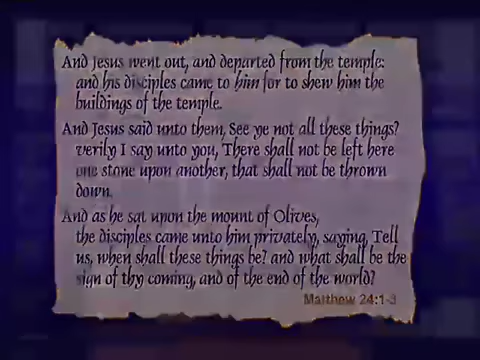 And Jesus went out, and departed from the temple:
and his disciples came to him for to shew him the
buildings of the temple.
And Jesus said unto them, See ye not all these things?
verily I say unto you, There shall not be left here
one stone upon another, that shall not be thrown
down.
And as he sat upon the mount of Olives,
the disciples came unto him privately, saying, Tell
us, when shall these things be? and what shall be the
sign of thy coming, and of the end of the world?
Matthew 24:1-3